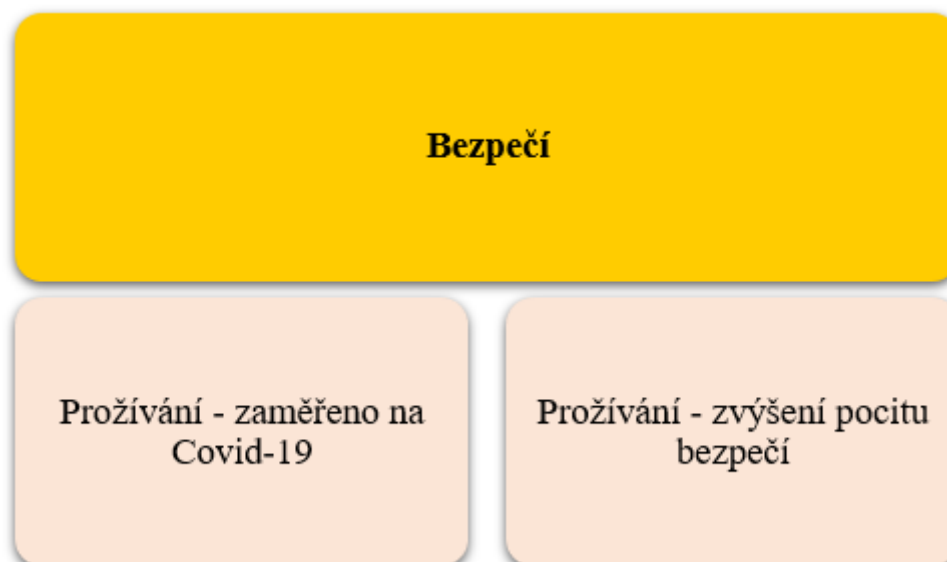 Bezpečí
Prožívání - zaměřeno na
Covid-19
Prožívání - zvýšení pocitu
bezpečí